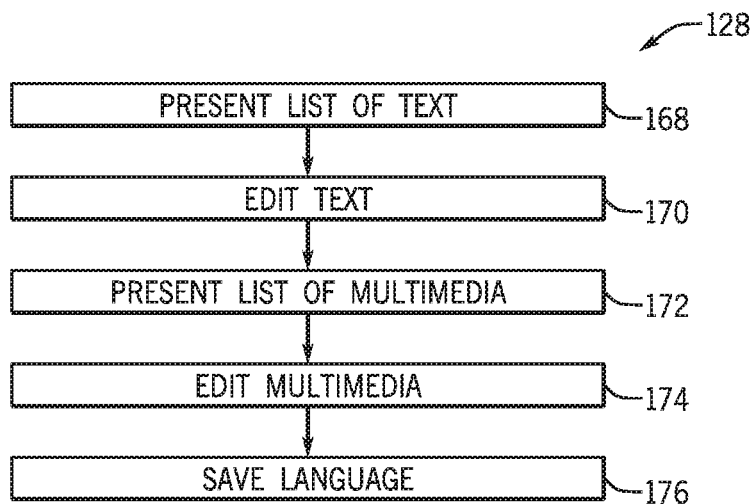 128
PRESENT LIST OF TEXT
168
EDIT TEXT
170
PRESENT LIST OF MULTIMEDIA
172
EDIT MULTIMEDIA
174
SAVE LANGUAGE
176